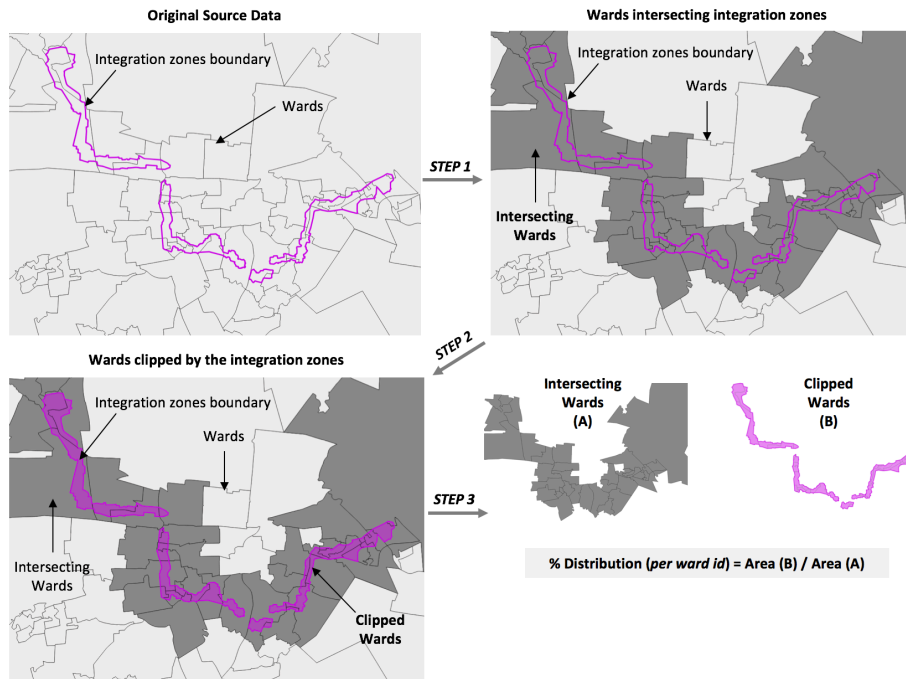 Original Source Data
Integration zones boundary
Wards
STEP 1
Wards intersecting integration zones
Integration zones boundary
Wards
Intersecting
Wards
STEP 2
Wards clipped by the integration zones
Integration zones boundary
Wards
Intersecting
Wards
Clipped
Wards
STEP 3
Intersecting
Wards
(A)
Clipped
Wards
(B)
% Distribution (per ward id) = Area (B) / Area (A)